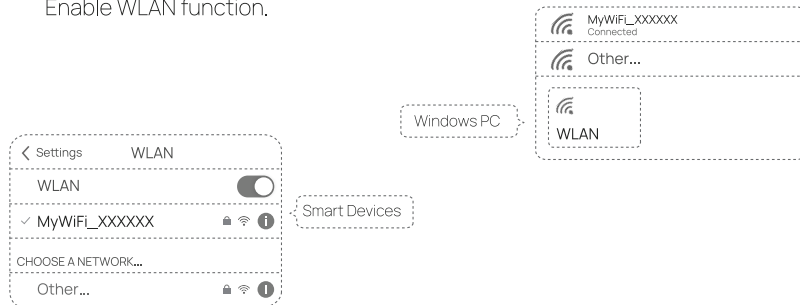 Enable WLAN function.
MyWiFi_XXXXXX
Connected
Other...
WLAN
Windows PC
Settings WLAN
WLAN
MyWiFi_XXXXXX
CHOOSE A NETWORK...
Other...
Smart Devices